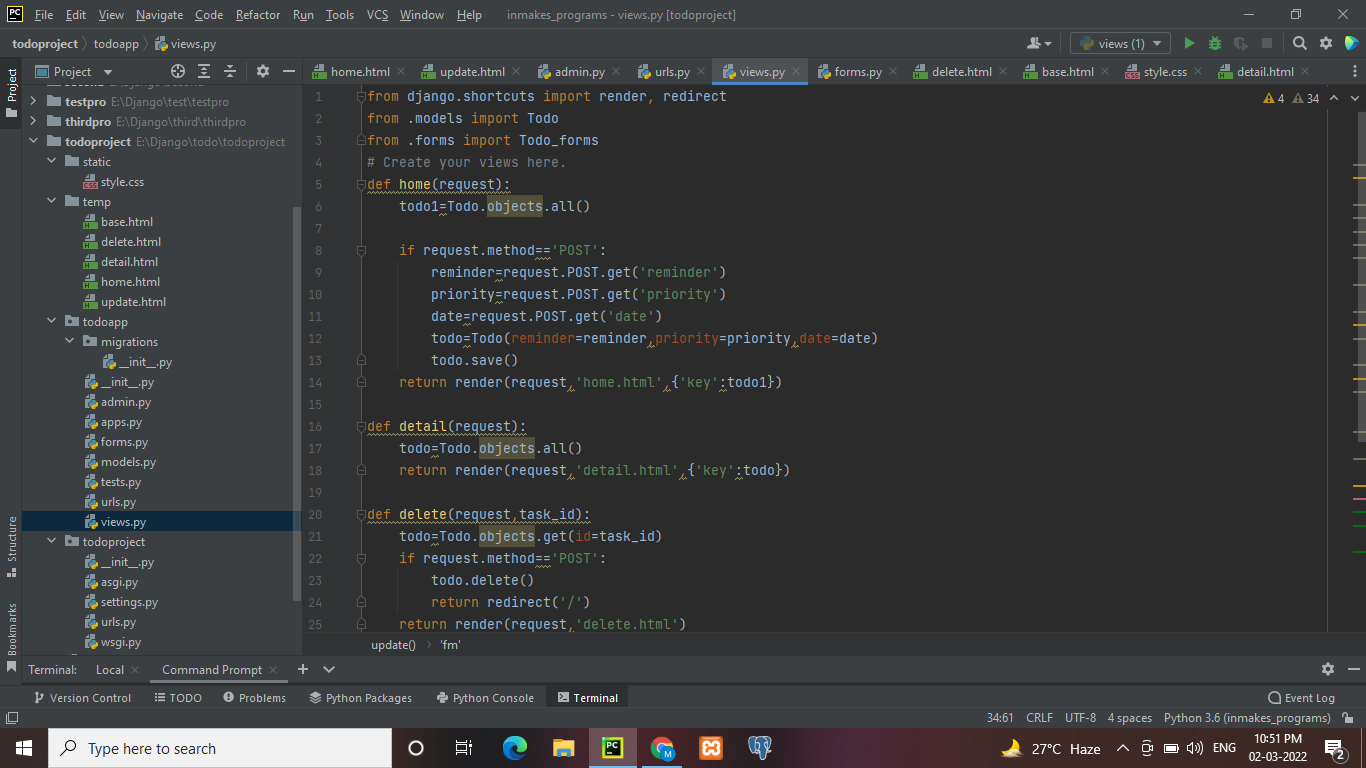 File Edit View Navigate Code Refactor Run Tools VCS Window Help inmakes_programs - views.py [todoproject]
todoproject todoapp views.py views (1)
Project home.html update.html admin.py urls.py views.py forms.py delete.html base.html style.css detail.html
Project
testpro E:\Django\test\testpro
thirdpro E:\Django\third\thirdpro
todoproject E:\Django\todo\todoproject
static
style.css
temp
base.html
delete.html
detail.html
home.html
update.html
todoapp
migrations
__init__.py
__init__.py
admin.py
apps.py
forms.py
models.py
tests.py
urls.py
views.py
todoproject
__init__.py
asgi.py
settings.py
urls.py
wsgi.py
Structure
Bookmarks
4 34
1 from django.shortcuts import render, redirect
2 from .models import Todo
3 from .forms import Todo_forms
4 # Create your views here.
5 def home(request):
6 todo1=Todo.objects.all()
7
8 if request.method=='POST':
9 reminder=request.POST.get('reminder')
10 priority=request.POST.get('priority')
11 date=request.POST.get('date')
12 todo=Todo(reminder=reminder,priority=priority,date=date)
13 todo.save()
14 return render(request,'home.html',{'key':todo1})
15
16 def detail(request):
17 todo=Todo.objects.all()
18 return render(request,'detail.html',{'key':todo})
19
20 def delete(request,task_id):
21 todo=Todo.objects.get(id=task_id)
22 if request.method=='POST':
23 todo.delete()
24 return redirect('/')
25 return render(request,'delete.html')
update() 'fm'
Terminal: Local Command Prompt
Version Control TODO Problems Python Packages Python Console Terminal Event Log
34:61 CRLF UTF-8 4 spaces Python 3.6 (inmakes_programs)
Type here to search 27°C Haze ENG 10:51 PM
02-03-2022 2